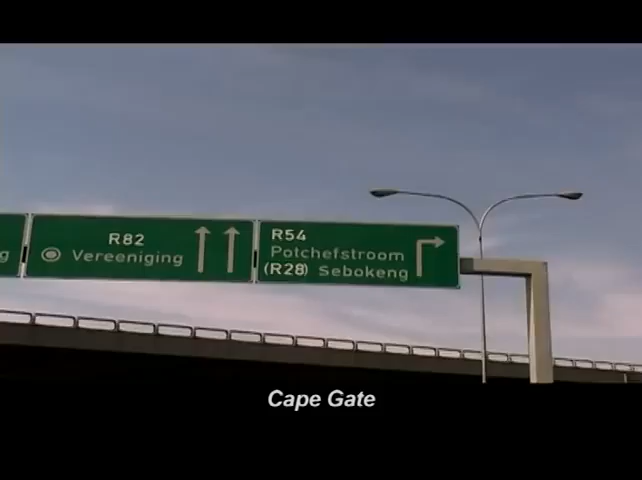 g
R82
Vereeniging
R54
Potchefstroom
(R28) Sebokeng
Cape Gate